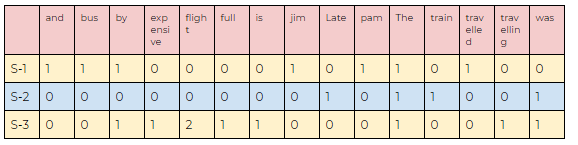 and bus by expensive flight full is jim Late pam The train travelled travelling was
S-1 1 1 1 0 0 0 0 1 0 1 1 0 1 0 0
S-2 0 0 0 0 0 0 0 0 1 0 1 1 0 0 1
S-3 0 0 1 1 2 1 1 0 0 0 1 0 0 1 1